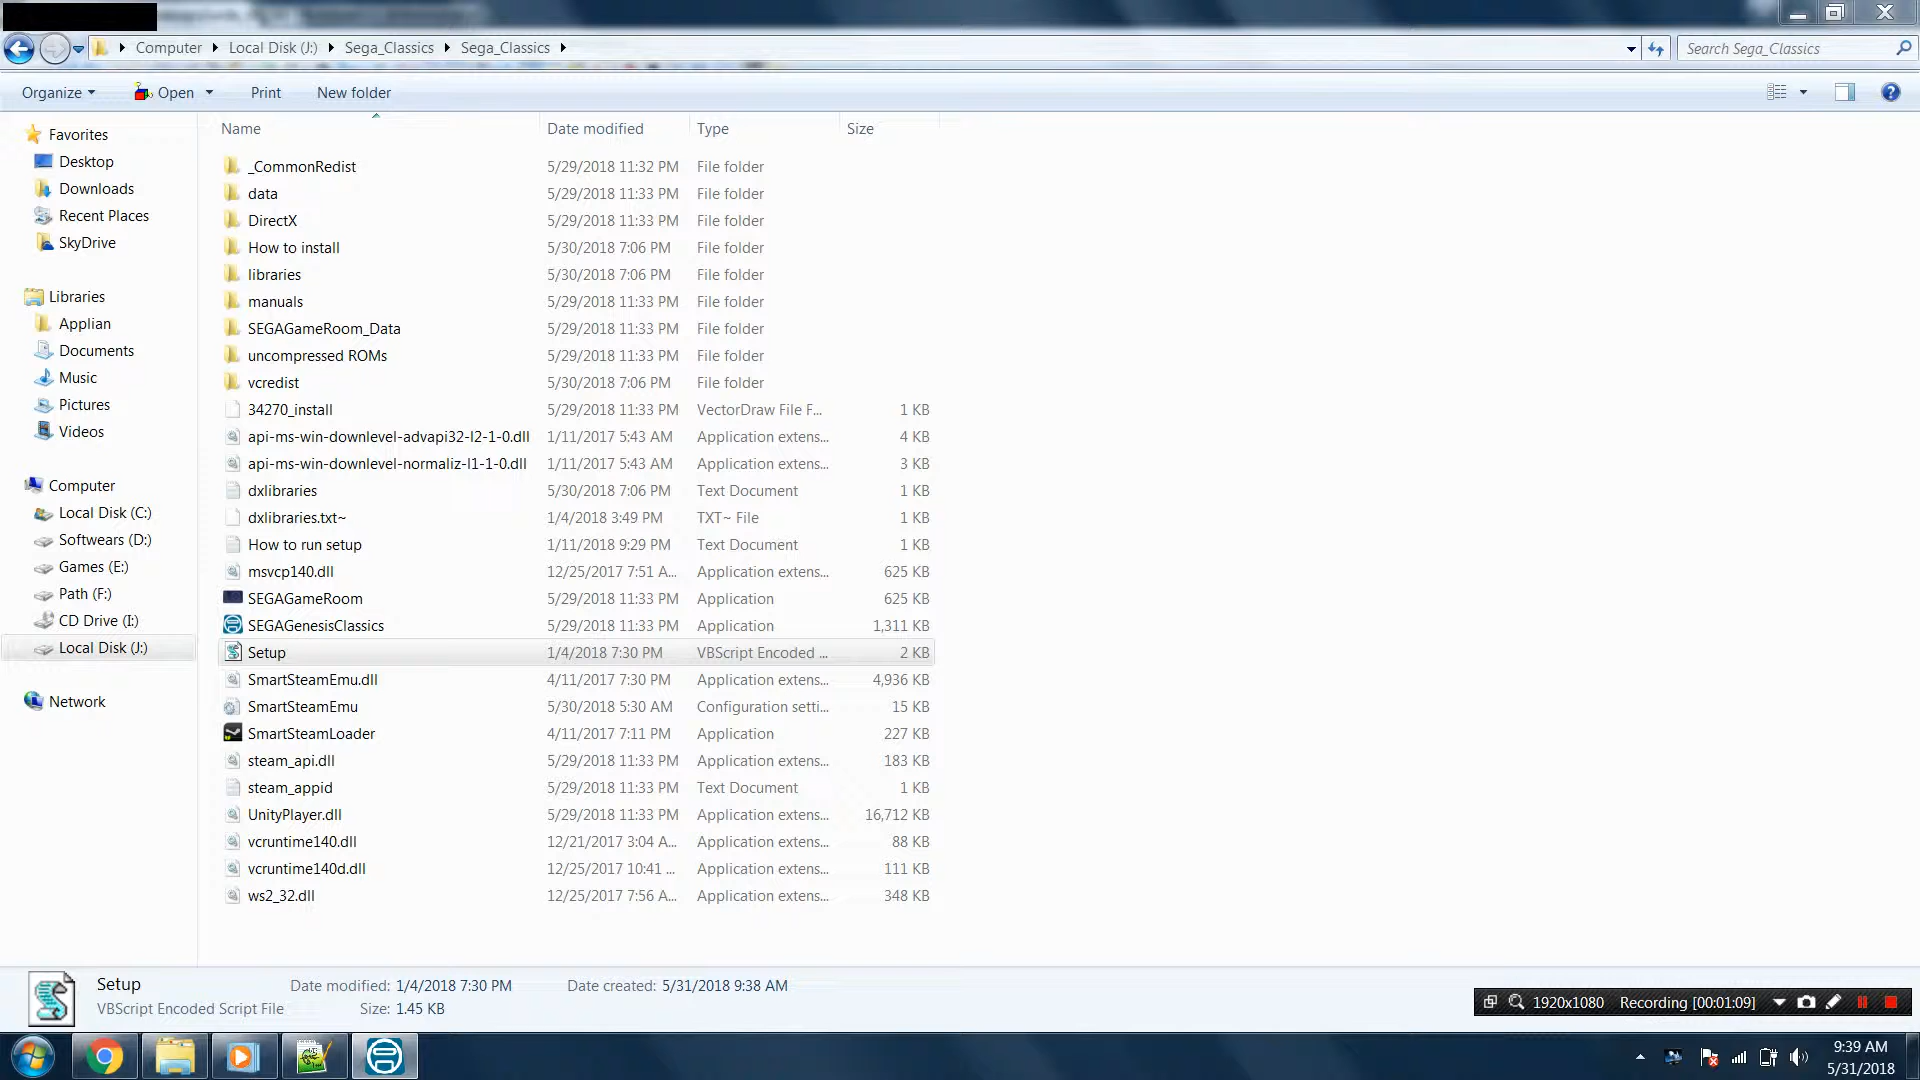 Computer Local Disk (J:) Sega_Classics Sega_Classics
Search Sega_Classics
Organize Open Print New folder
Favorites
Desktop
Downloads
Recent Places
SkyDrive
Libraries
Applian
Documents
Music
Pictures
Videos
Computer
Local Disk (C:)
Softwears (D:)
Games (E:)
Path (F:)
CD Drive (I:)
Local Disk (J:)
Network
Name Date modified Type Size
_CommonRedist 5/29/2018 11:32 PM File folder
data 5/29/2018 11:33 PM File folder
DirectX 5/29/2018 11:33 PM File folder
How to install 5/30/2018 7:06 PM File folder
libraries 5/30/2018 7:06 PM File folder
manuals 5/29/2018 11:33 PM File folder
SEGAGameRoom_Data 5/29/2018 11:33 PM File folder
uncompressed ROMs 5/29/2018 11:33 PM File folder
vcredist 5/30/2018 7:06 PM File folder
34270_install 5/29/2018 11:33 PM VectorDraw File F... 1 KB
api-ms-win-downlevel-advapi32-l2-1-0.dll 1/11/2017 5:43 AM Application extens... 4 KB
api-ms-win-downlevel-normaliz-l1-1-0.dll 1/11/2017 5:43 AM Application extens... 3 KB
dxlibraries 5/30/2018 7:06 PM Text Document 1 KB
dxlibraries.txt~ 1/4/2018 3:49 PM TXT~ File 1 KB
How to run setup 1/11/2018 9:29 PM Text Document 1 KB
msvcp140.dll 12/25/2017 7:51 A... Application extens... 625 KB
SEGAGameRoom 5/29/2018 11:33 PM Application 625 KB
SEGAGenesisClassics 5/29/2018 11:33 PM Application 1,311 KB
Setup 1/4/2018 7:30 PM VBScript Encoded ... 2 KB
SmartSteamEmu.dll 4/11/2017 7:30 PM Application extens... 4,936 KB
SmartSteamEmu 5/30/2018 5:30 AM Configuration setti... 15 KB
SmartSteamLoader 4/11/2017 7:11 PM Application 227 KB
steam_api.dll 5/29/2018 11:33 PM Application extens... 183 KB
steam_appid 5/29/2018 11:33 PM Text Document 1 KB
UnityPlayer.dll 5/29/2018 11:33 PM Application extens... 16,712 KB
vcruntime140.dll 12/21/2017 3:04 A... Application extens... 88 KB
vcruntime140d.dll 12/25/2017 10:41 ... Application extens... 111 KB
ws2_32.dll 12/25/2017 7:56 A... Application extens... 348 KB
Setup Date modified: 1/4/2018 7:30 PM Date created: 5/31/2018 9:38 AM
VBScript Encoded Script File Size: 1.45 KB
1920x1080 Recording [00:01:09]
9:39 AM
5/31/2018